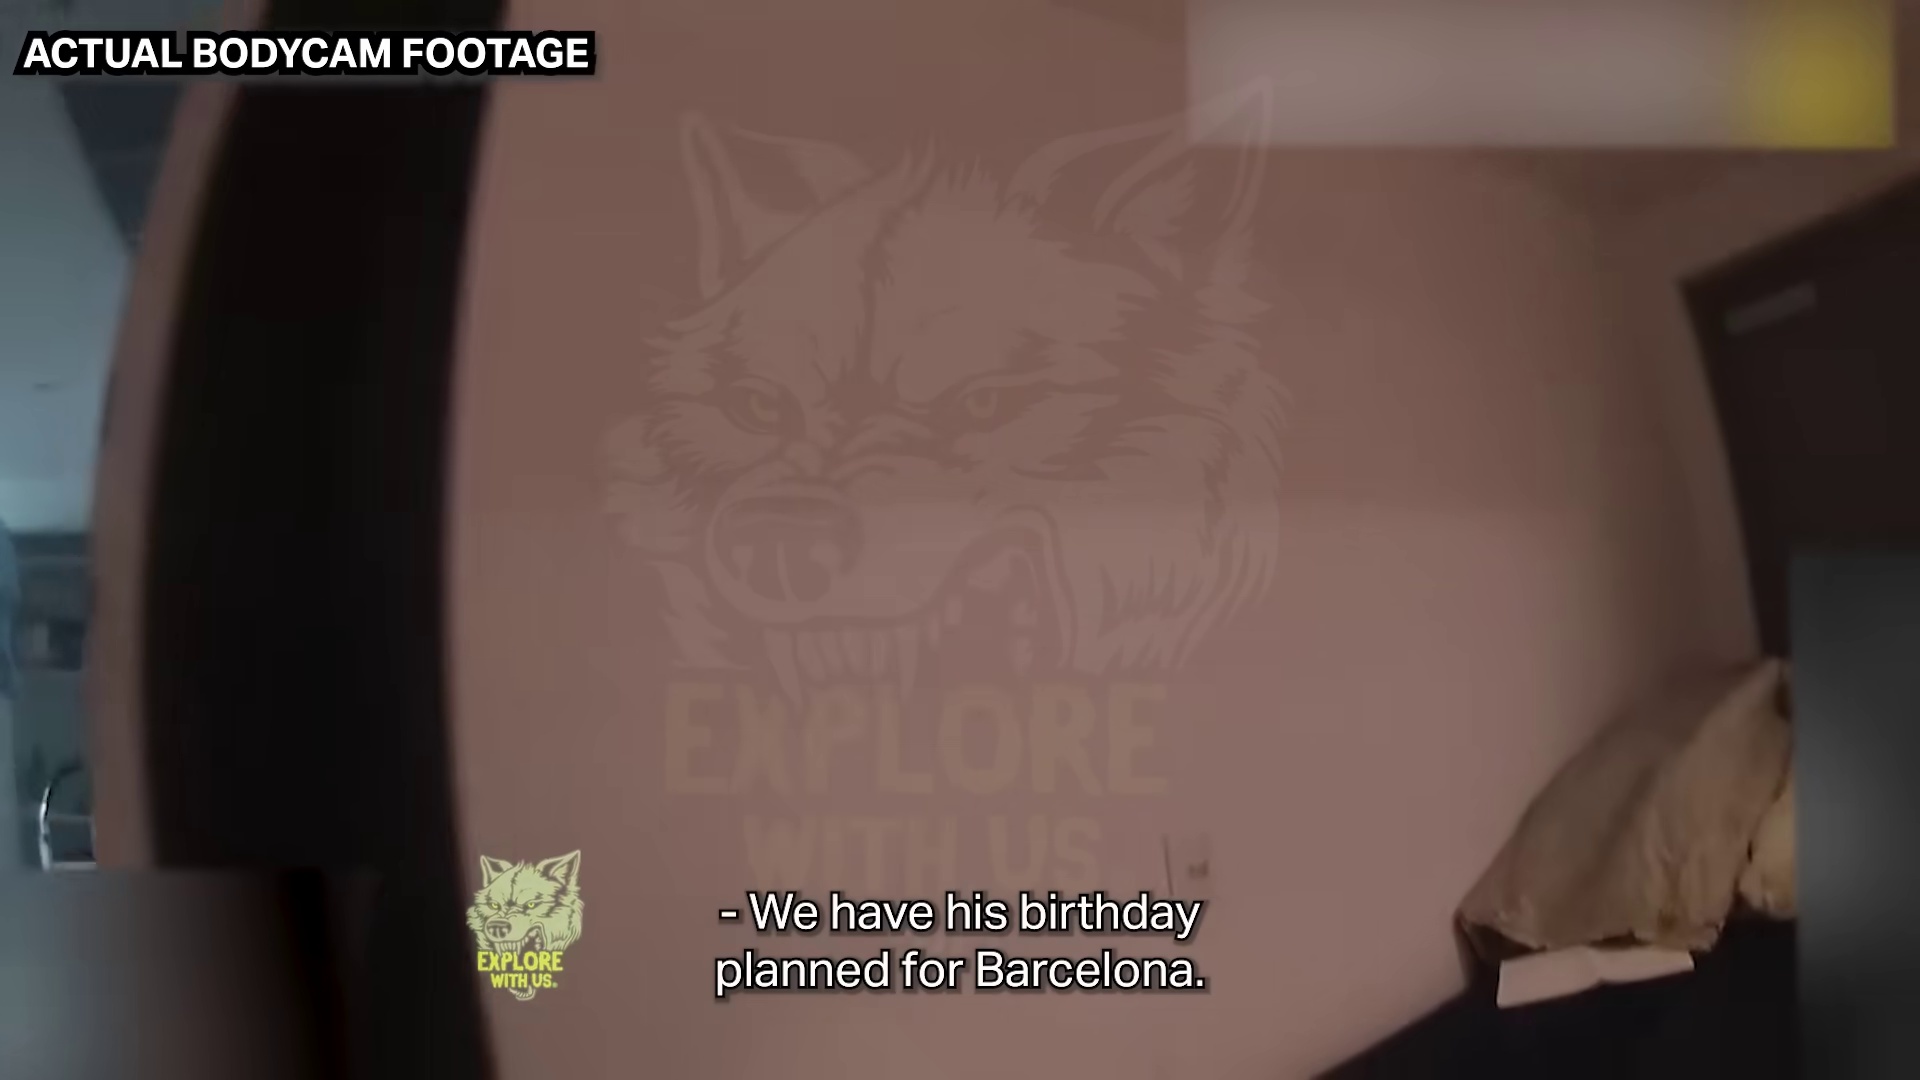 ACTUAL BODYCAM FOOTAGE
EXPLORE
WITH US
EXPLORE
WITH US.
- We have his birthday
planned for Barcelona.